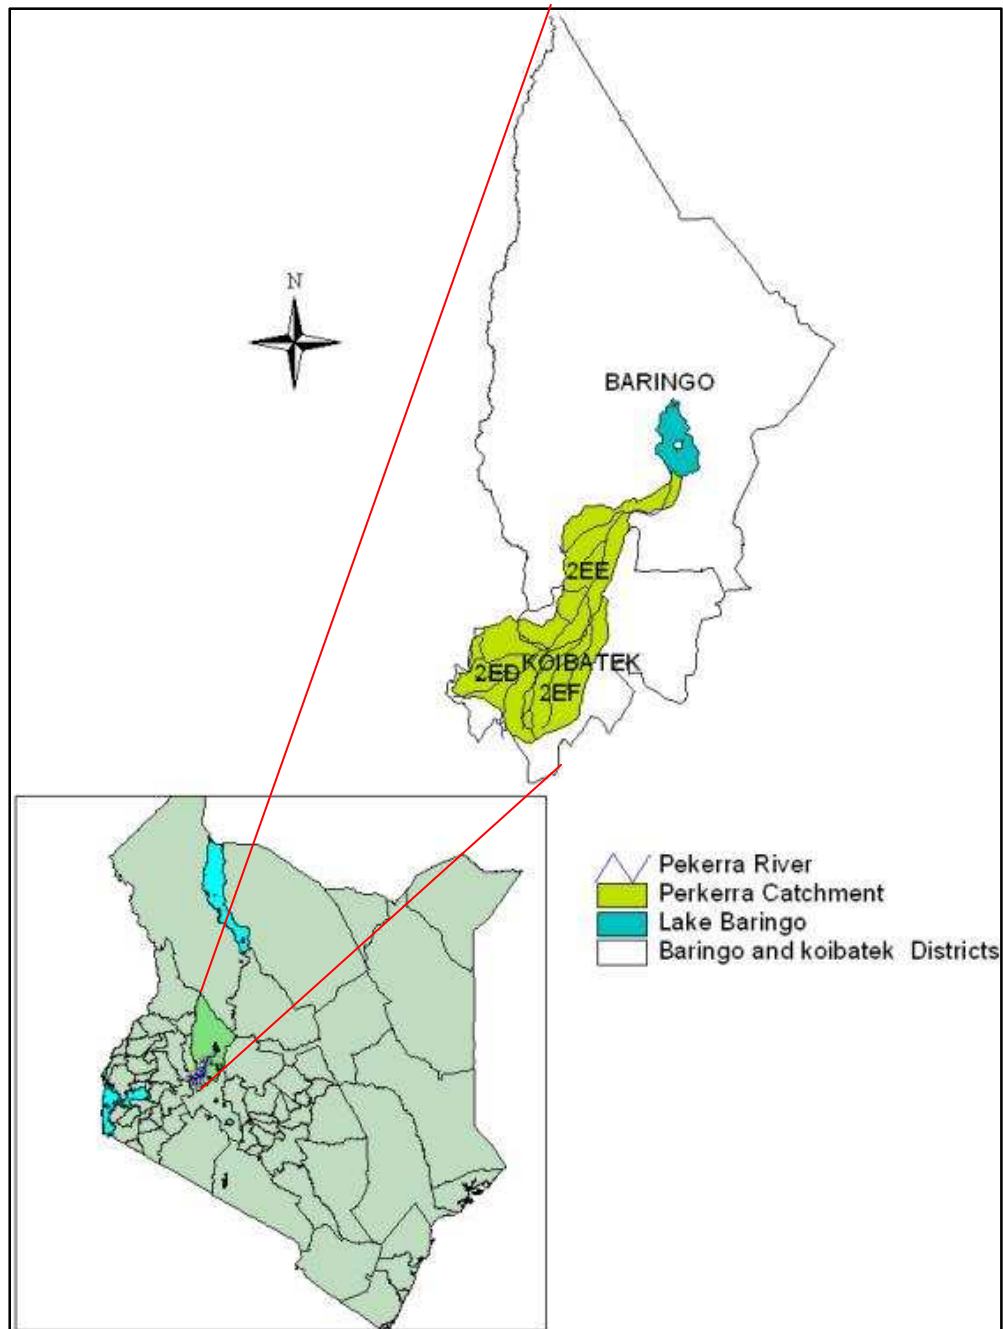 N
BARINGO
2EE
KOIBATEK
2ED
2EF
Pekerra River
Perkerra Catchment
Lake Baringo
Baringo and koibatek Districts